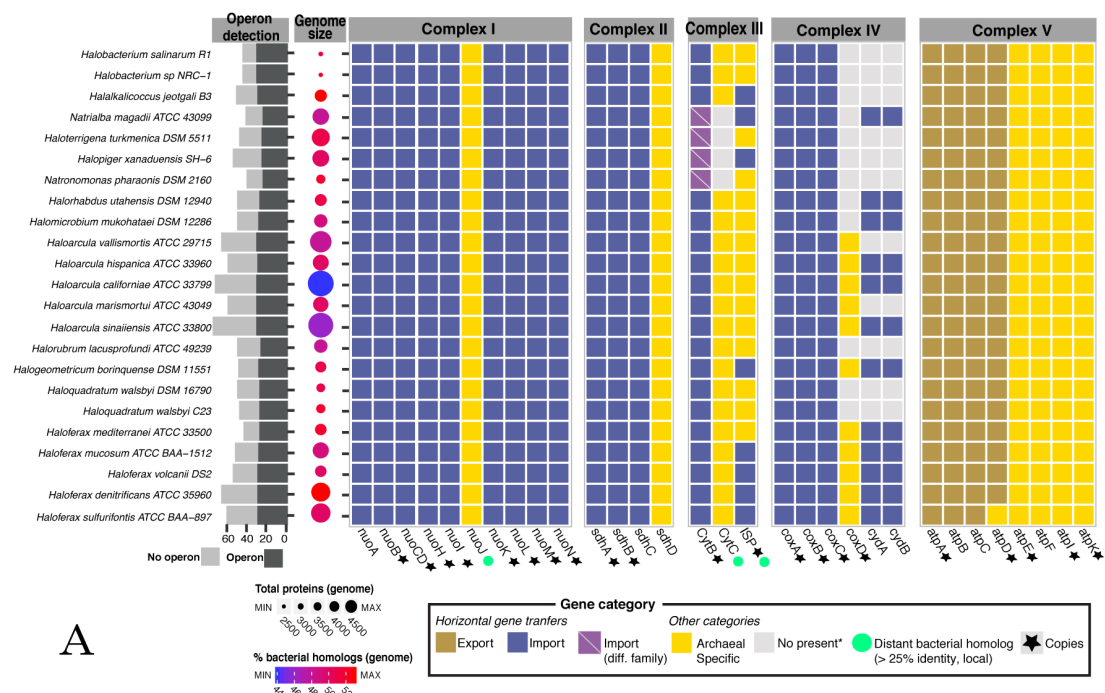 Operon detection
Genome size
Complex I
Complex II
Complex III
Complex IV
Complex V
Halobacterium salinarum R1
Halobacterium sp NRC−1
Halalkalicoccus jeotgali B3
Natrialba magadii ATCC 43099
Haloterrigena turkmenica DSM 5511
Halopiger xanaduensis SH−6
Natronomonas pharaonis DSM 2160
Halorhabdus utahensis DSM 12940
Halomicrobium mukohataei DSM 12286
Haloarcula vallismortis ATCC 29715
Haloarcula hispanica ATCC 33960
Haloarcula californiae ATCC 33799
Haloarcula marismortui ATCC 43049
Haloarcula sinaiiensis ATCC 33800
Halorubrum lacusprofundi ATCC 49239
Halogeometricum borinquense DSM 11551
Haloquadratum walsbyi DSM 16790
Haloquadratum walsbyi C23
Haloferax mediterranei ATCC 33500
Haloferax mucosum ATCC BAA−1512
Haloferax volcanii DS2
Haloferax denitrificans ATCC 35960
Haloferax sulfurifontis ATCC BAA−897
60 40 20 0
nuoA nuoB nuoCD nuoH nuoI nuoJ nuoK nuoL nuoM nuoN
sdhA sdhB sdhC sdhD
CytB CytC ISP
coxA coxB coxC coxD cydA cydB
atpA atpB atpC atpD atpE atpF atpI atpK
No operon Operon
Total proteins (genome)
MIN MAX
2500 3000 3500 4000 4500
% bacterial homologs (genome)
MIN MAX
A
Gene category
Horizontal gene tranfers
Other categories
Export
Import
Import (diff. family)
Archaeal Specific
No present*
Distant bacterial homolog (> 25% identity, local)
Copies